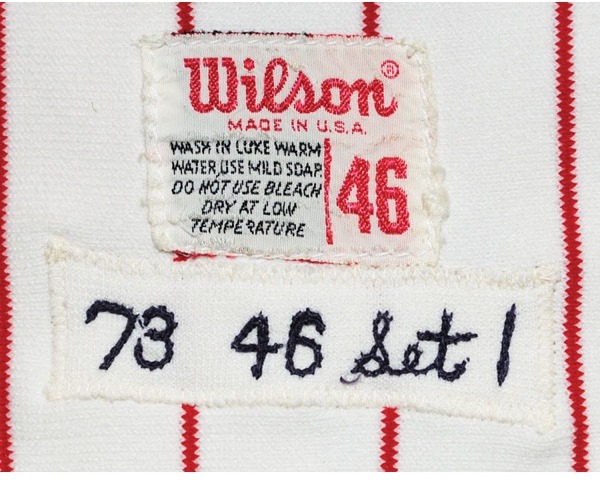 Wilson®
MADE IN U.S.A.
WASH IN LUKE WARM
WATER, USE MILD SOAP.
DO NOT USE BLEACH
DRY AT LOW
TEMPERATURE
46
73 46 Set 1